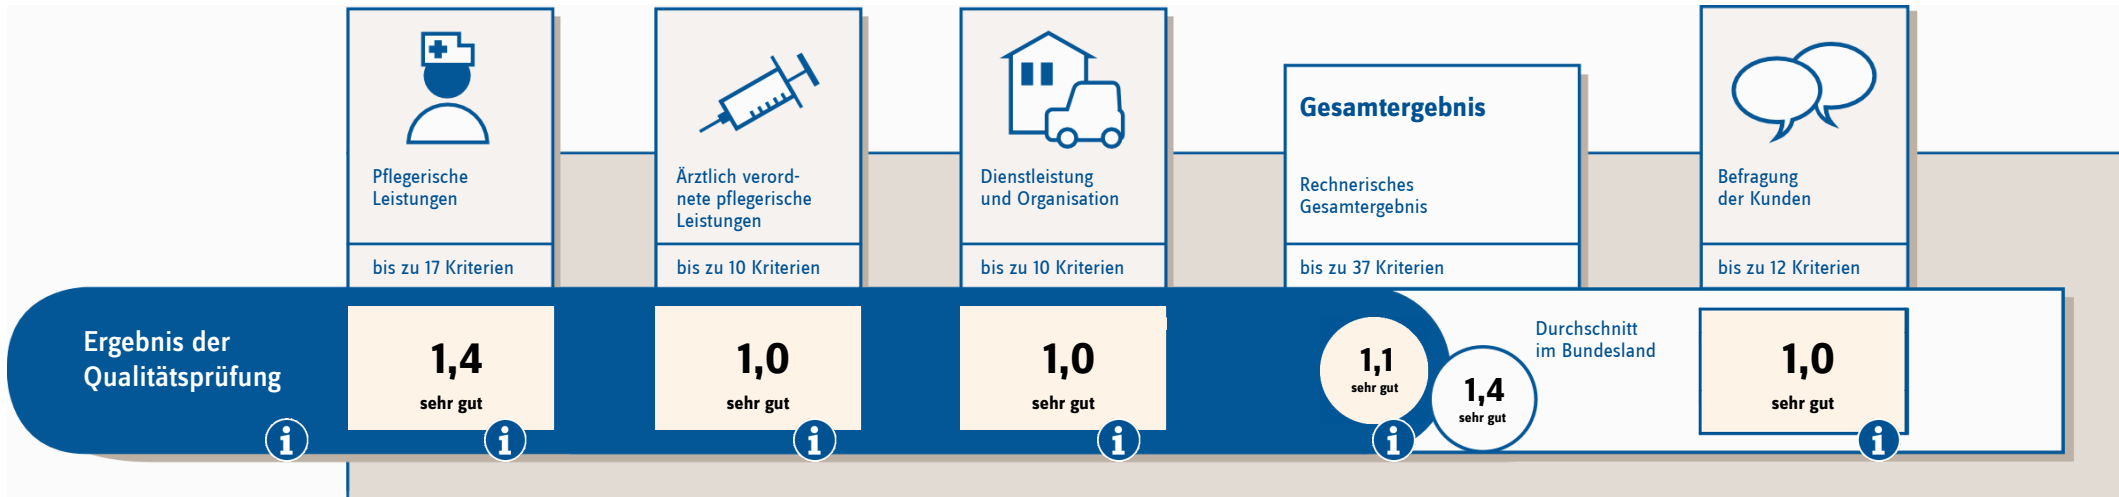 Pflegerische
Leistungen
bis zu 17 Kriterien
Ärztlich verord-
nete pflegerische
Leistungen
bis zu 10 Kriterien
Dienstleistung
und Organisation
bis zu 10 Kriterien
Gesamtergebnis
Rechnerisches
Gesamtergebnis
bis zu 37 Kriterien
Befragung
der Kunden
bis zu 12 Kriterien
Ergebnis der
Qualitätsprüfung
i
1,4
sehr gut
i
1,0
sehr gut
i
1,0
sehr gut
i
1,1
sehr gut
i
1,4
sehr gut
Durchschnitt
im Bundesland
1,0
sehr gut
i